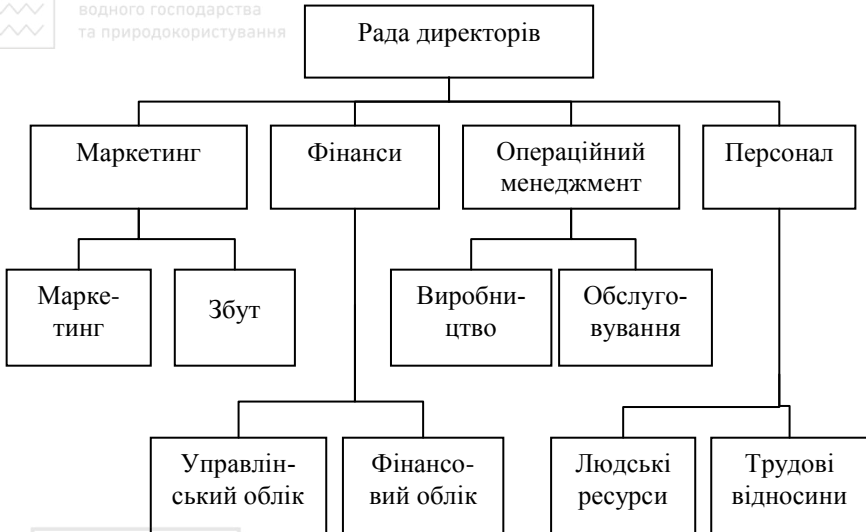 водного господарства
та природокористування
Рада директорів
Маркетинг
Фінанси
Операційний
менеджмент
Персонал
Марке-
тинг
Збут
Виробни-
цтво
Обслуго-
вування
Управлін-
ський облік
Фінансо-
вий облік
Людські
ресурси
Трудові
відносини